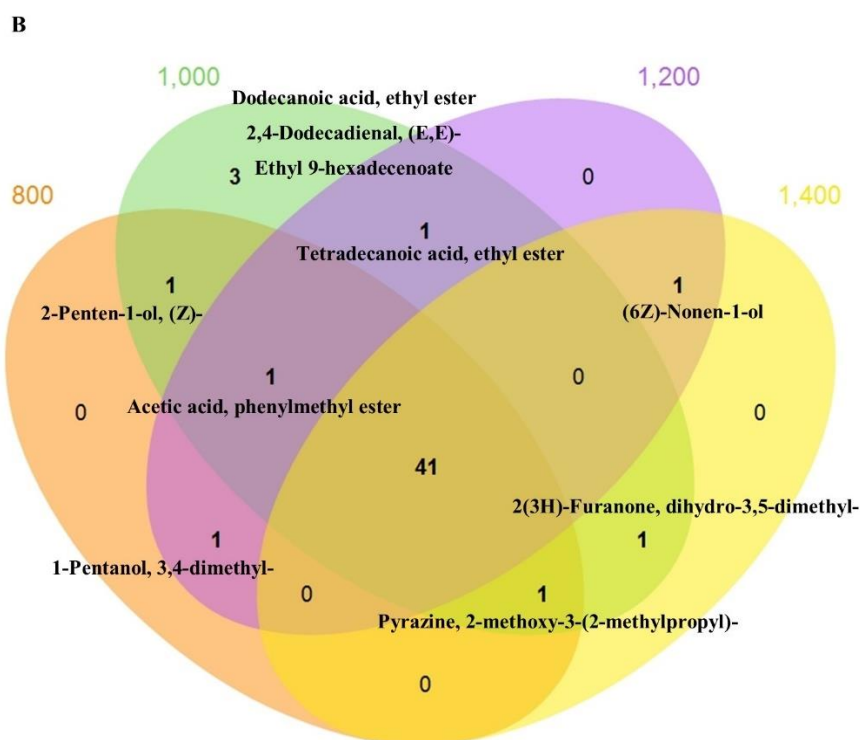 B
1,000
1,200
Dodecanoic acid, ethyl ester
2,4-Dodecadienal, (E,E)-
3 Ethyl 9-hexadecenoate
0
800
1,400
1
Tetradecanoic acid, ethyl ester
1
2-Penten-1-ol, (Z)-
1
(6Z)-Nonen-1-ol
1
Acetic acid, phenylmethyl ester
0
0
0
41
2(3H)-Furanone, dihydro-3,5-dimethyl-
1
1
1-Pentanol, 3,4-dimethyl-
0
1
Pyrazine, 2-methoxy-3-(2-methylpropyl)-
0